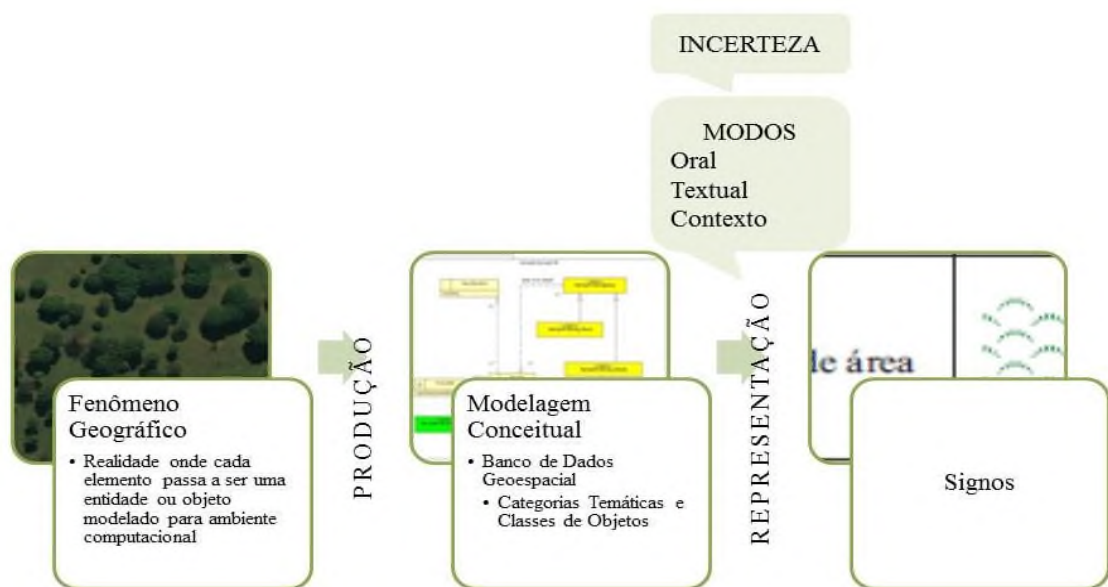 INCERTEZA
MODOS
Oral
Textual
Contexto
Fenômeno
Geográfico
• Realidade onde cada
elemento passa a ser uma
entidade ou objeto
modelado para ambiente
computacional
PRODUÇÃO
Modelagem
Conceitual
• Banco de Dados
Geoespacial
• Categorias Temáticas e
Classes de Objetos
REPRESENTAÇÃO
de área
Signos